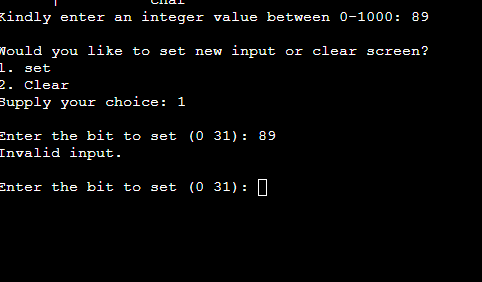 char
Kindly enter an integer value between 0-1000: 89
Would you like to set new input or clear screen?
1. set
2. Clear
Supply your choice: 1
Enter the bit to set (0 31): 89
Invalid input.
Enter the bit to set (0 31):